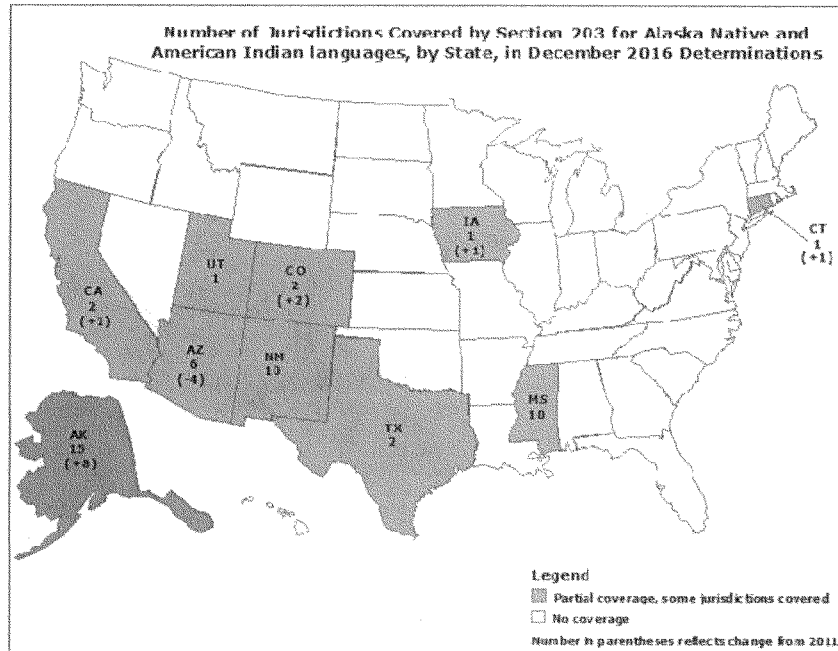 Number of Jurisdictions Covered by Section 203 for Alaska Native and
American Indian languages, by State, in December 2016 Determinations
IA
1
(+1)
CT
1
(+1)
UT
1
CO
2
(+2)
CA
2
AZ
6
(-4)
NM
MS
10
TX
2
AK
15
Legend
Partial coverage, some jurisdictions covered
No coverage
Number in parentheses reflects change from 2011